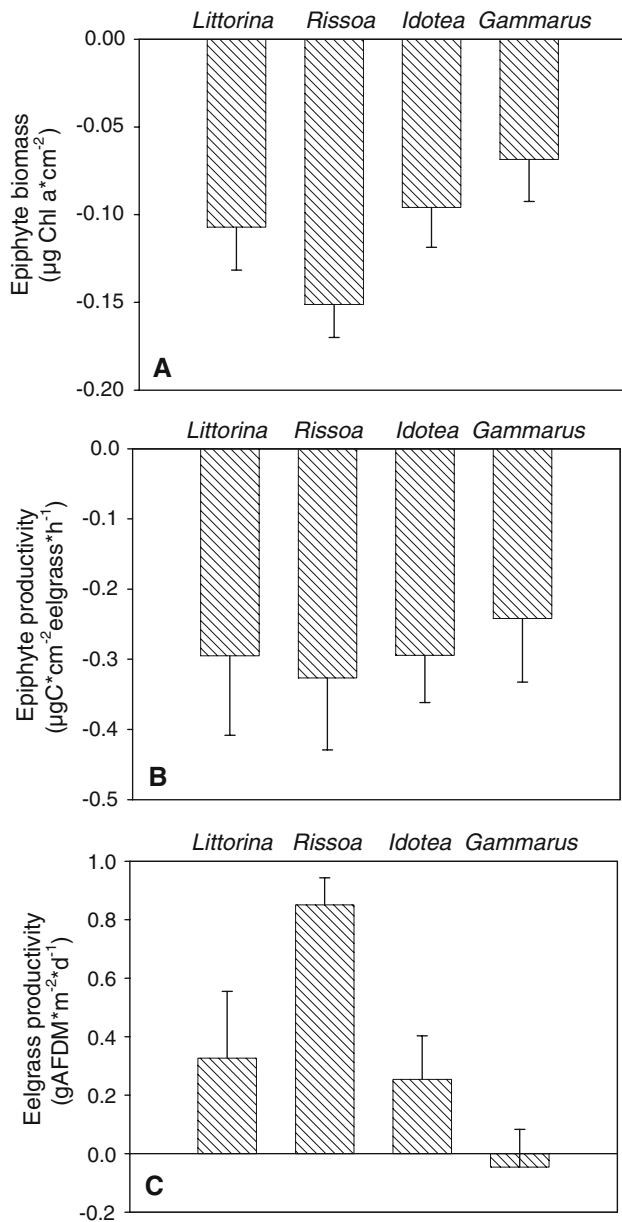 Littorina Rissoa Idotea Gammarus
0.00
-0.05
-0.10
-0.15
-0.20
Epiphyte biomass
(µg Chl a*cm-2)
A
Littorina Rissoa Idotea Gammarus
0.0
-0.1
-0.2
-0.3
-0.4
-0.5
Epiphyte productivity
(µgC*cm-2eelgrass*h-1)
B
Littorina Rissoa Idotea Gammarus
1.0
0.8
0.6
0.4
0.2
0.0
-0.2
Eelgrass productivity
(gAFDM*m-2*d-1)
C